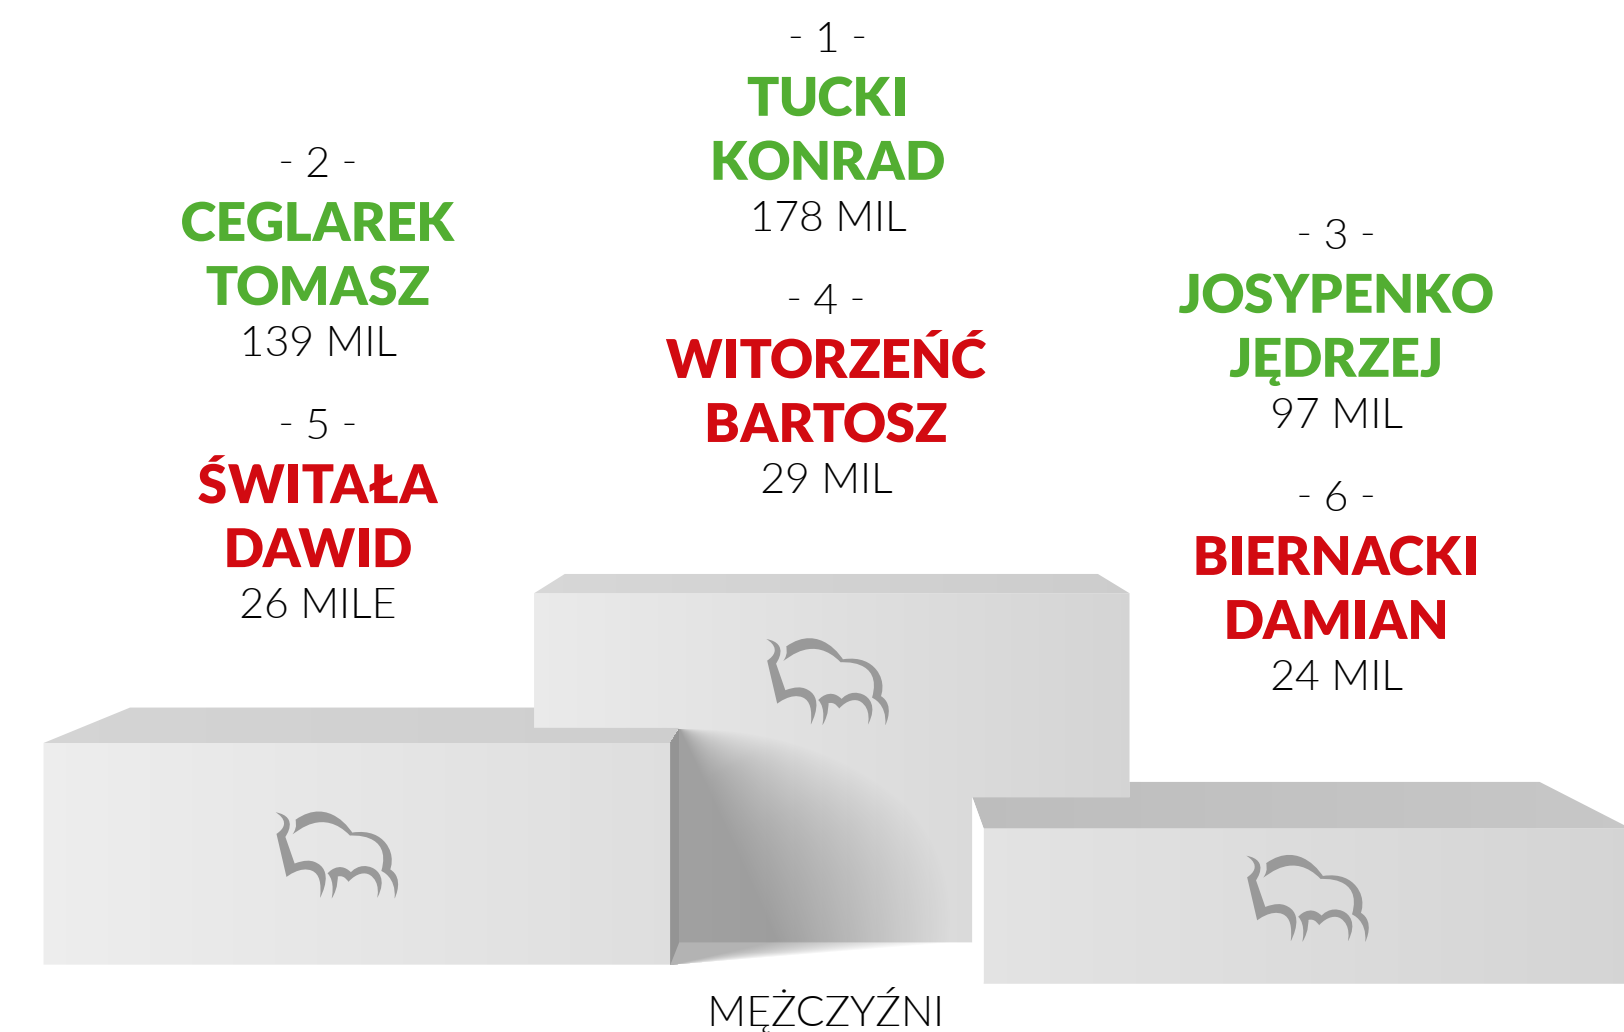 - 1 -
TUCKI
KONRAD
178 MIL
- 2 -
CEGLAREK
TOMASZ
139 MIL
- 3 -
JOSYPENKO
JĘDRZEJ
97 MIL
- 4 -
WITORZEŃĆ
BARTOSZ
29 MIL
- 5 -
ŚWITAŁA
DAWID
26 MILE
- 6 -
BIERNACKI
DAMIAN
24 MIL
MĘŻCZYŹNI